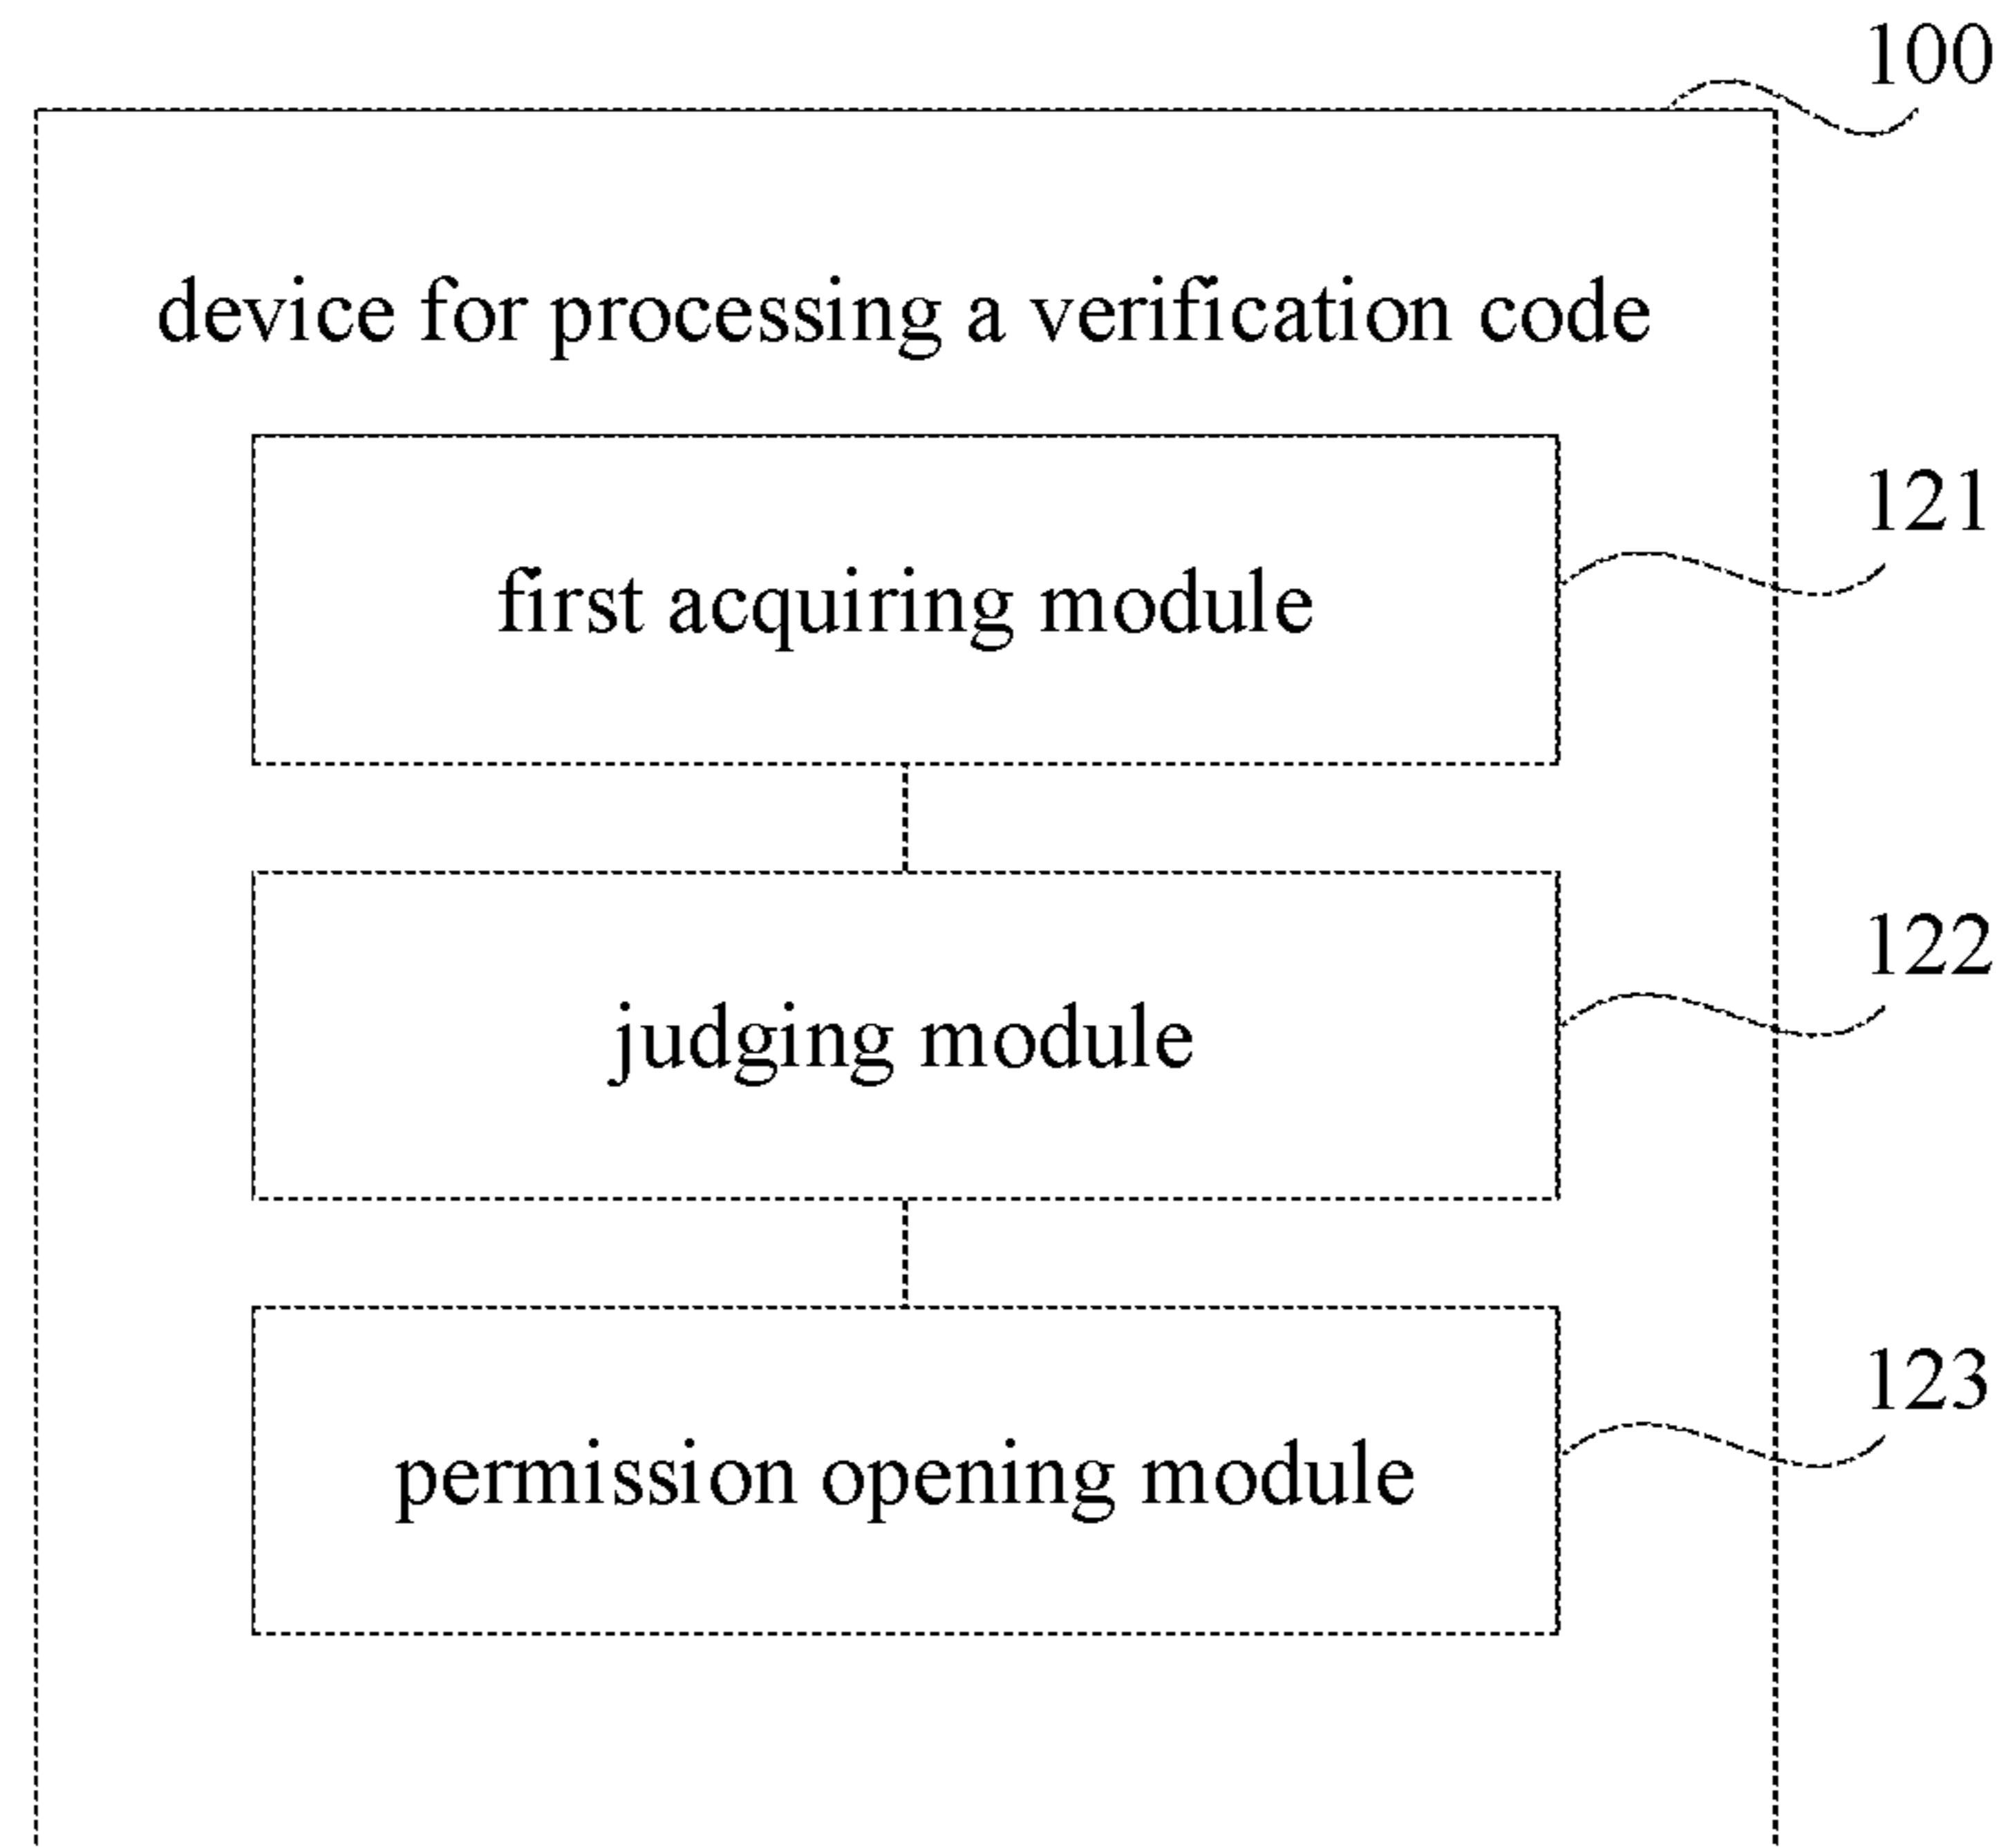 100
device for processing a verification code
first acquiring module
121
judging module
122
permission opening module
123